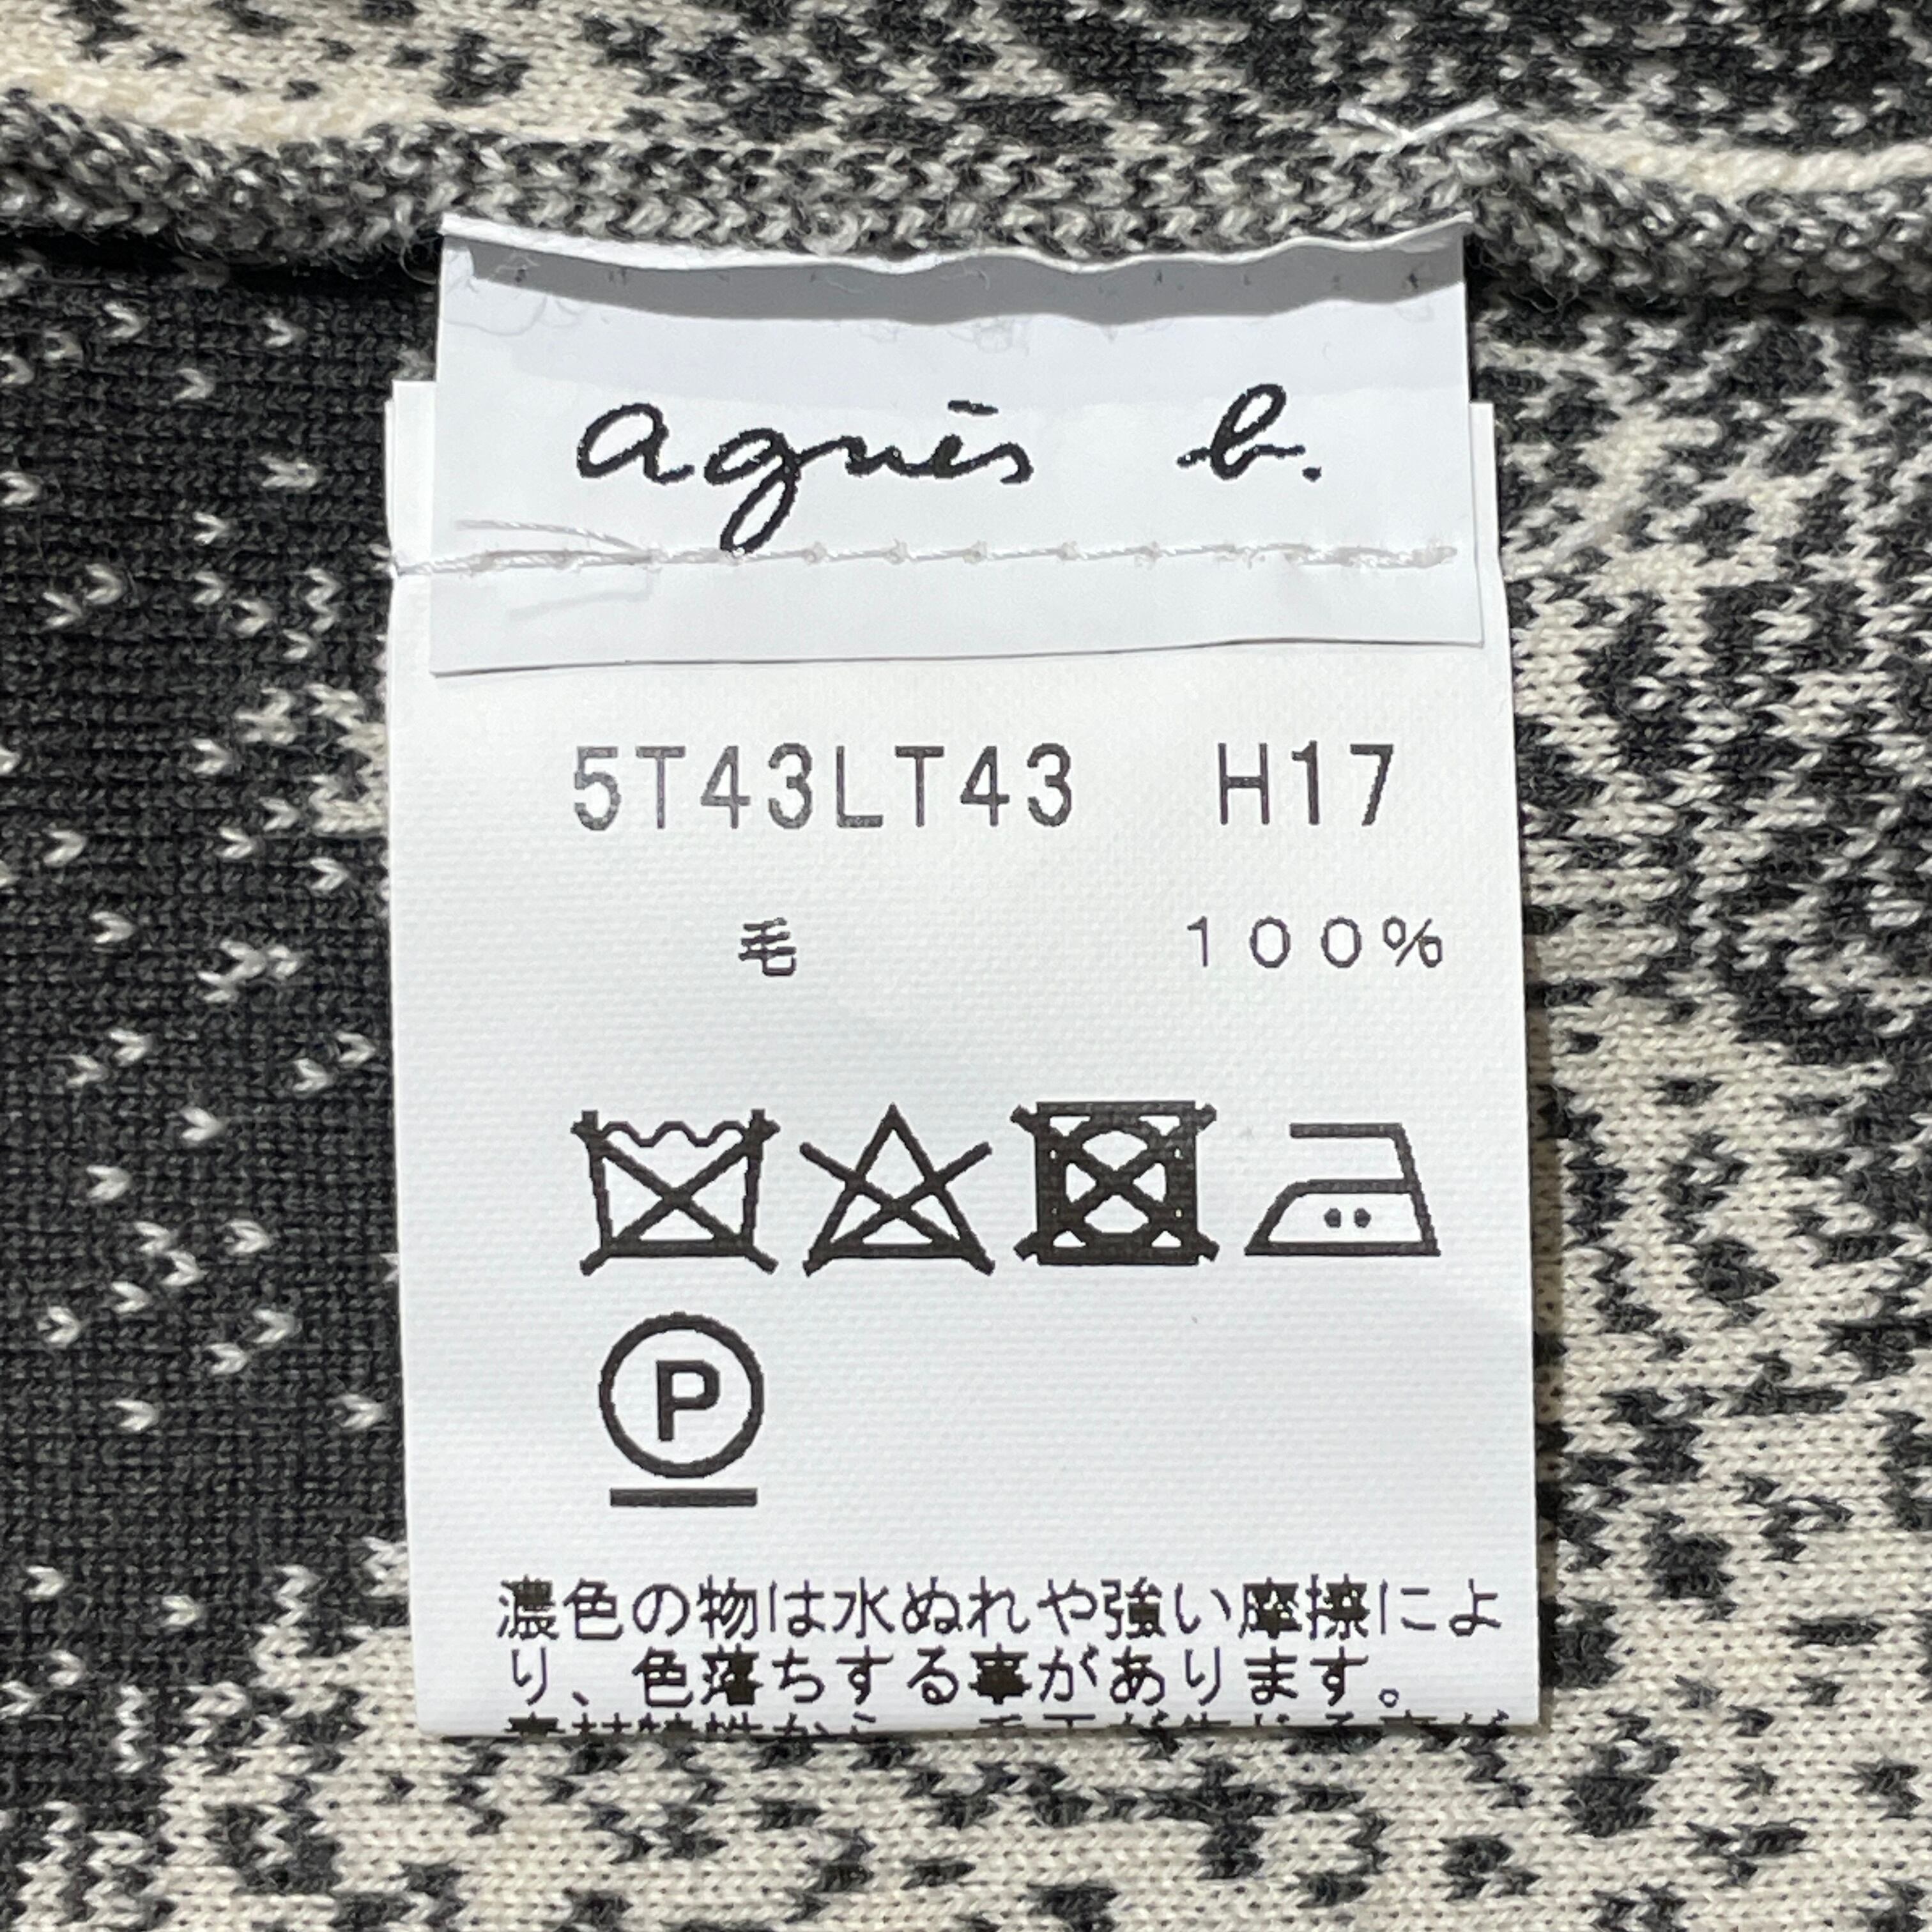 agnès b.
5T43LT43 H17
毛 100%
P
濃色の物は水ぬれや強い摩擦によ
り、色落ちする事があります。